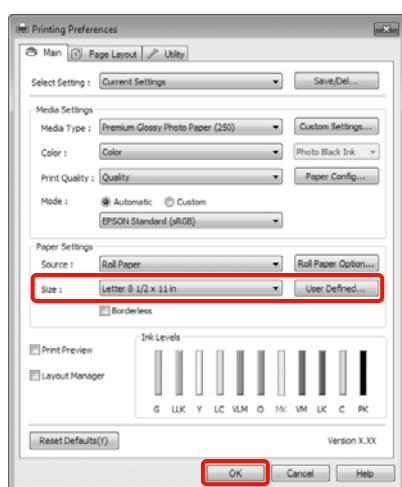 Printing Preferences
Main Page Layout Utility
Select Setting : Current Settings Save/Del...
Media Settings
Media Type : Premium Glossy Photo Paper (250) Custom Settings...
Color : Color Photo Black Ink
Print Quality : Quality Paper Config...
Mode : Automatic Custom
EPSON Standard (sRGB)
Paper Settings
Source : Roll Paper Roll Paper Option...
Size : Letter 8 1/2 x 11 in User Defined...
Borderless
Ink Levels
Print Preview
Layout Manager
G LLK Y LC VLM O MK VM LK C PK
Reset Defaults(Y) Version X.XX
OK Cancel Help